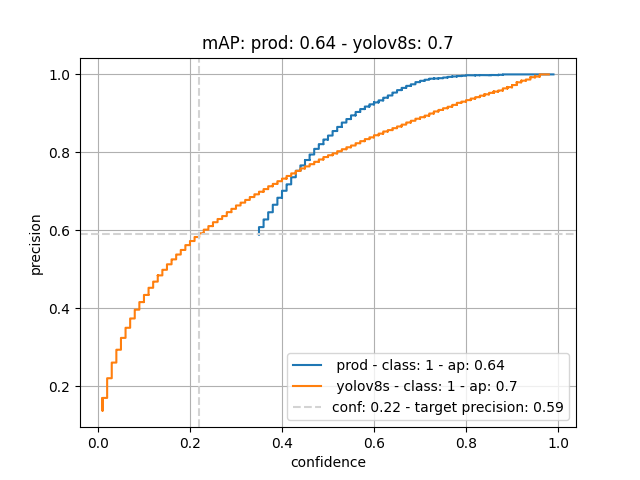 mAP: prod: 0.64 - yolov8s: 0.7
precision
1.0
0.8
0.6
0.4
0.2
prod - class: 1 - ap: 0.64
yolov8s - class: 1 - ap: 0.7
conf: 0.22 - target precision: 0.59
0.0 0.2 0.4 0.6 0.8 1.0
confidence